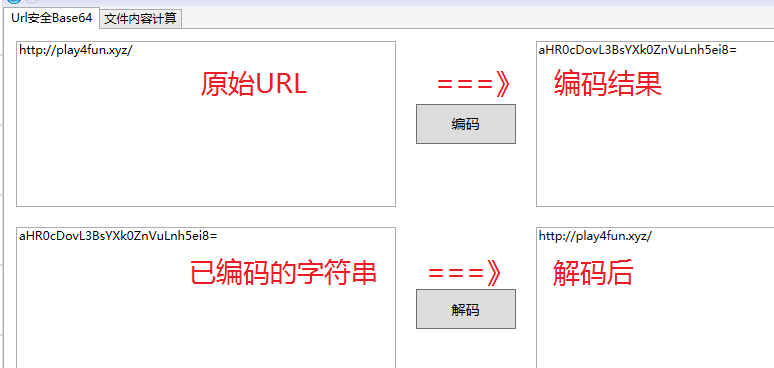 Url安全Base64 文件内容计算
http://play4fun.xyz/
原始URL
===》
编码
aHR0cDovL3BsYXk0ZnVuLnh5ei8=
编码结果
aHR0cDovL3BsYXk0ZnVuLnh5ei8=
已编码的字符串
===》
解码
http://play4fun.xyz/
解码后